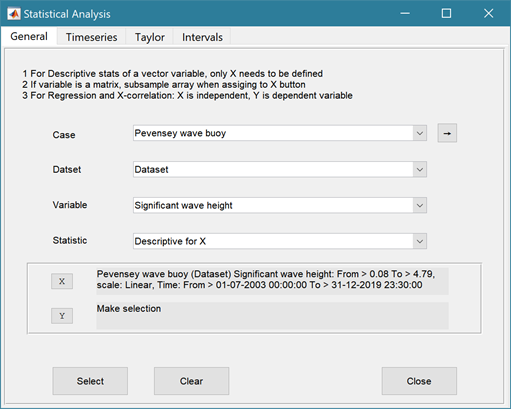 Statistical Analysis
General Timeseries Taylor Intervals
1 For Descriptive stats of a vector variable, only X needs to be defined
2 If variable is a matrix, subsample array when assiging to X button
3 For Regression and X-correlation: X is independent, Y is dependent variable
Case Pevensey wave buoy →
Datset Dataset
Variable Significant wave height
Statistic Descriptive for X
X Pevensey wave buoy (Dataset) Significant wave height: From > 0.08 To > 4.79,
scale: Linear, Time: From > 01-07-2003 00:00:00 To > 31-12-2019 23:30:00
Y Make selection
Select Clear Close